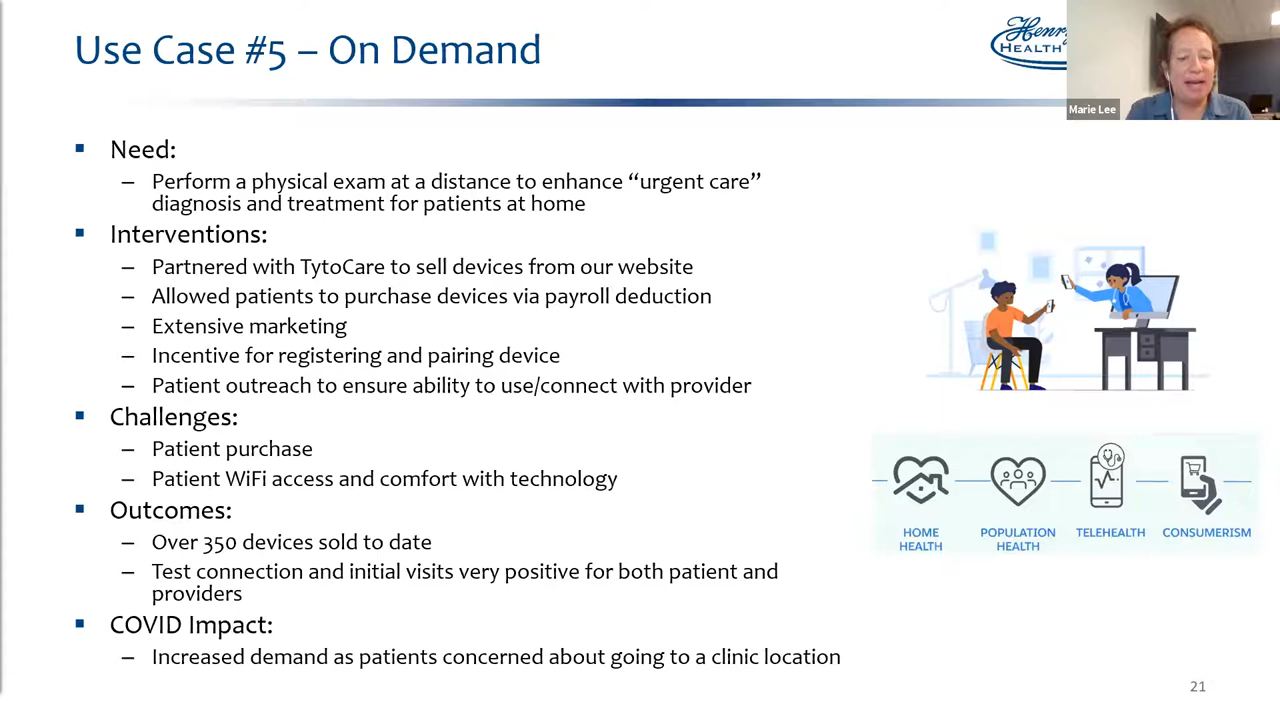 Use Case #5 – On Demand
Henry
HEALTH
Marie Lee
Need:
– Perform a physical exam at a distance to enhance “urgent care”
diagnosis and treatment for patients at home
Interventions:
– Partnered with TytoCare to sell devices from our website
– Allowed patients to purchase devices via payroll deduction
– Extensive marketing
– Incentive for registering and pairing device
– Patient outreach to ensure ability to use/connect with provider
Challenges:
– Patient purchase
– Patient WiFi access and comfort with technology
Outcomes:
– Over 350 devices sold to date
– Test connection and initial visits very positive for both patient and
providers
COVID Impact:
– Increased demand as patients concerned about going to a clinic location
HOME
HEALTH
POPULATION
HEALTH
TELEHEALTH
CONSUMERISM
21